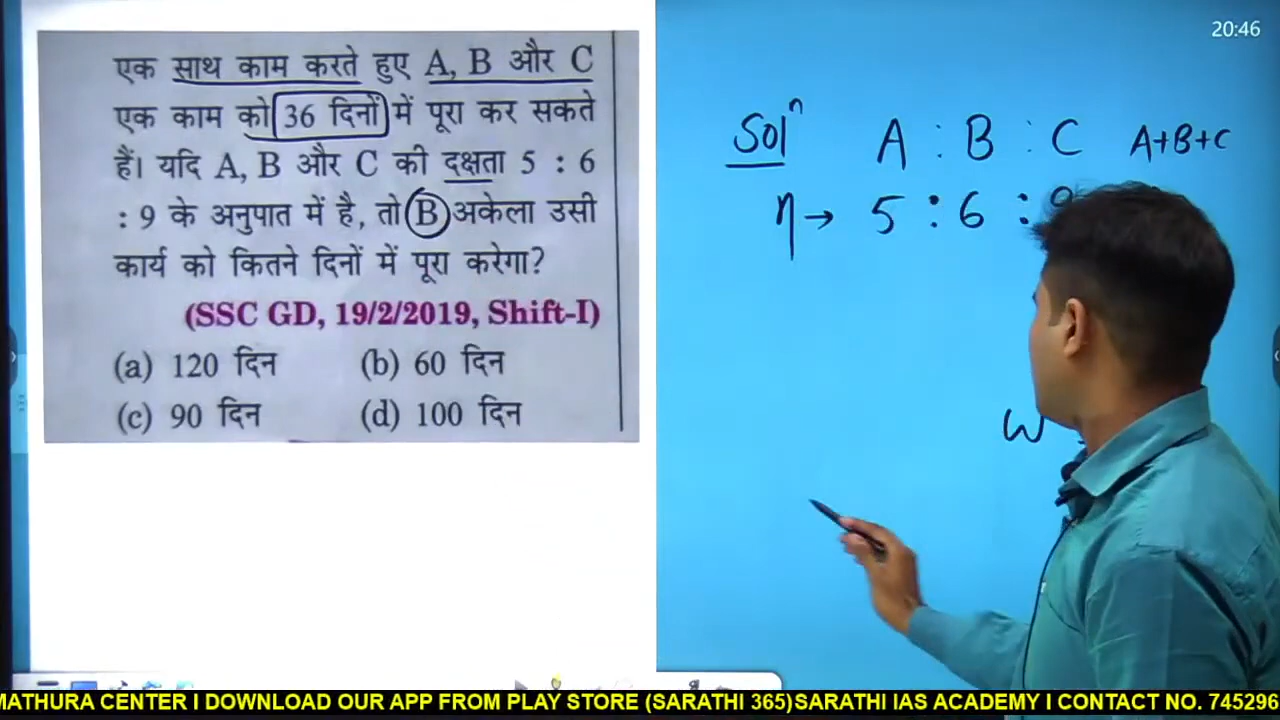 एक साथ काम करते हुए A, B और C
एक काम को 36 दिनों में पूरा कर सकते
हैं। यदि A, B और C की दक्षता 5 : 6
: 9 के अनुपात में है, तो B अकेला उसी
कार्य को कितने दिनों में पूरा करेगा?
(SSC GD, 19/2/2019, Shift-I)
(a) 120 दिन (b) 60 दिन
(c) 90 दिन (d) 100 दिन
20:46
Solⁿ A : B : C A+B+C
η → 5 : 6 :
W
MATHURA CENTER I DOWNLOAD OUR APP FROM PLAY STORE (SARATHI 365)SARATHI IAS ACADEMY I CONTACT NO. 745296